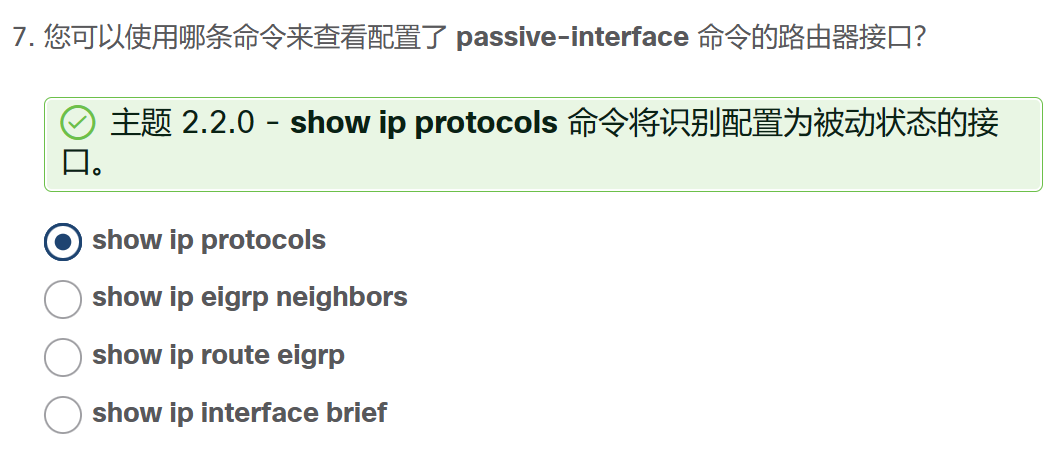 7. 您可以使用哪条命令来查看配置了 passive-interface 命令的路由器接口？
主题 2.2.0 - show ip protocols 命令将识别配置为被动状态的接
口。
show ip protocols
show ip eigrp neighbors
show ip route eigrp
show ip interface brief